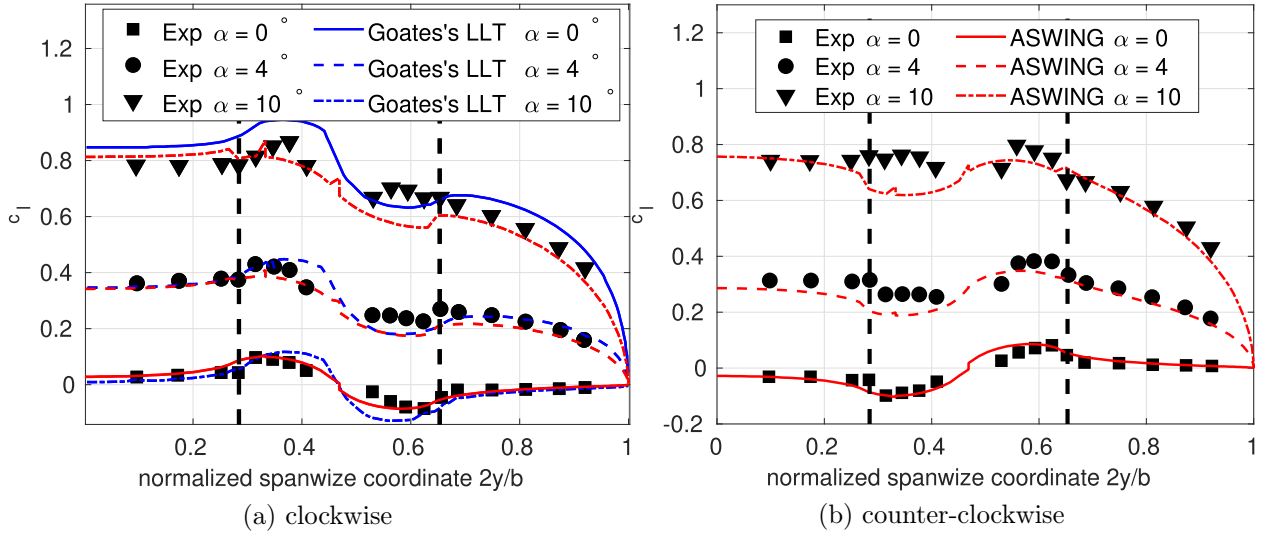 Exp α = 0 ° Goates's LLT α = 0 °
Exp α = 4 ° Goates's LLT α = 4 °
Exp α = 10 ° Goates's LLT α = 10 °
1.2
1
0.8
0.6
0.4
0.2
0
c_l
0.2 0.4 0.6 0.8 1
normalized spanwize coordinate 2y/b
(a) clockwise
Exp α = 0 ASWING α = 0
Exp α = 4 ASWING α = 4
Exp α = 10 ASWING α = 10
1.2
1
0.8
0.6
0.4
0.2
0
-0.2
c_l
0 0.2 0.4 0.6 0.8 1
normalized spanwize coordinate 2y/b
(b) counter-clockwise